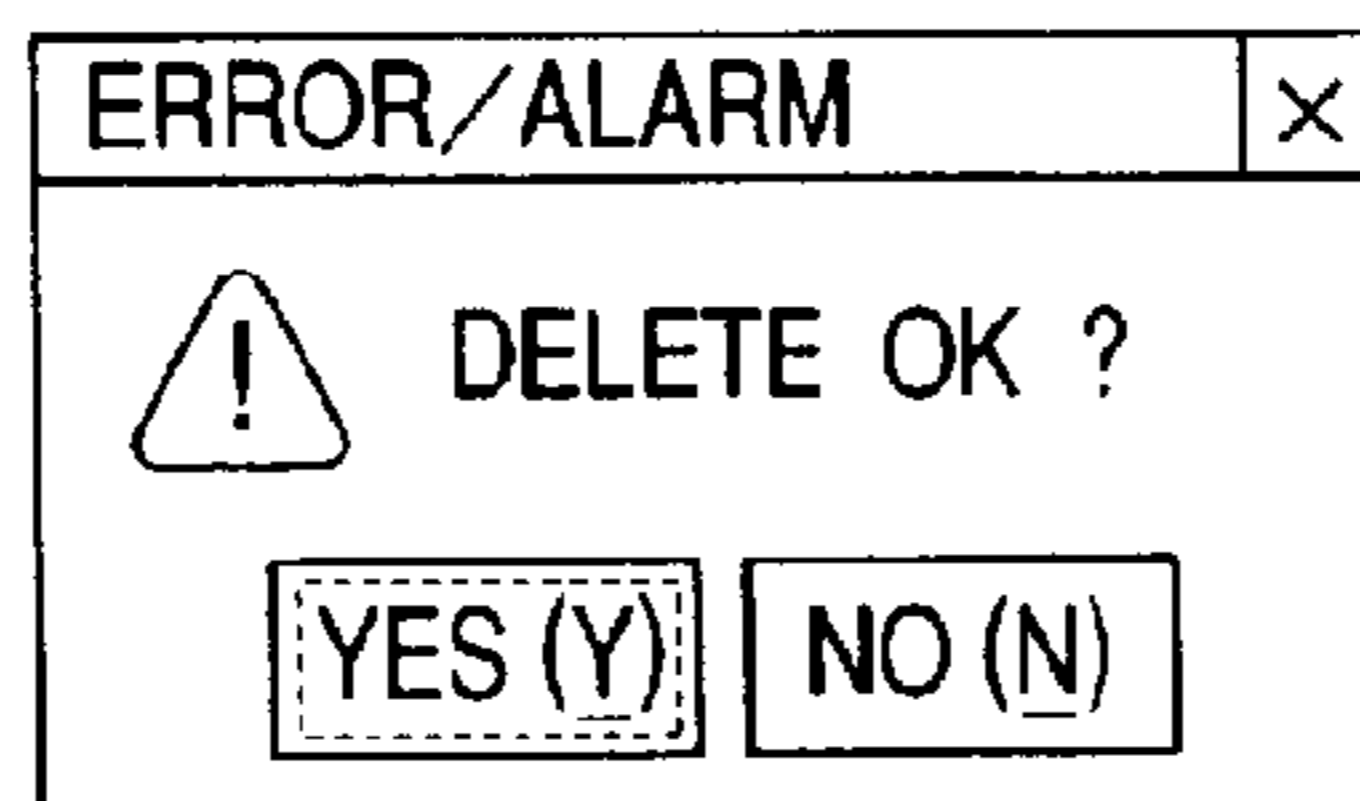 ERROR/ALARM ×
! DELETE OK ?
YES (Y) NO (N)